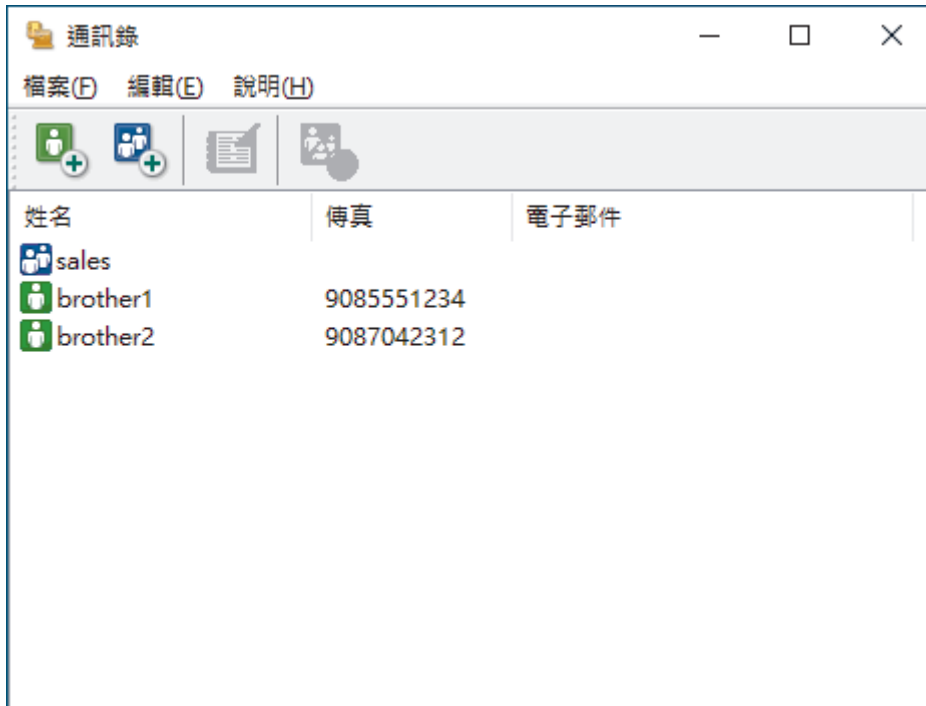 通訊錄
檔案(F) 編輯(E) 說明(H)
姓名 傳真 電子郵件
sales
brother1 9085551234
brother2 9087042312